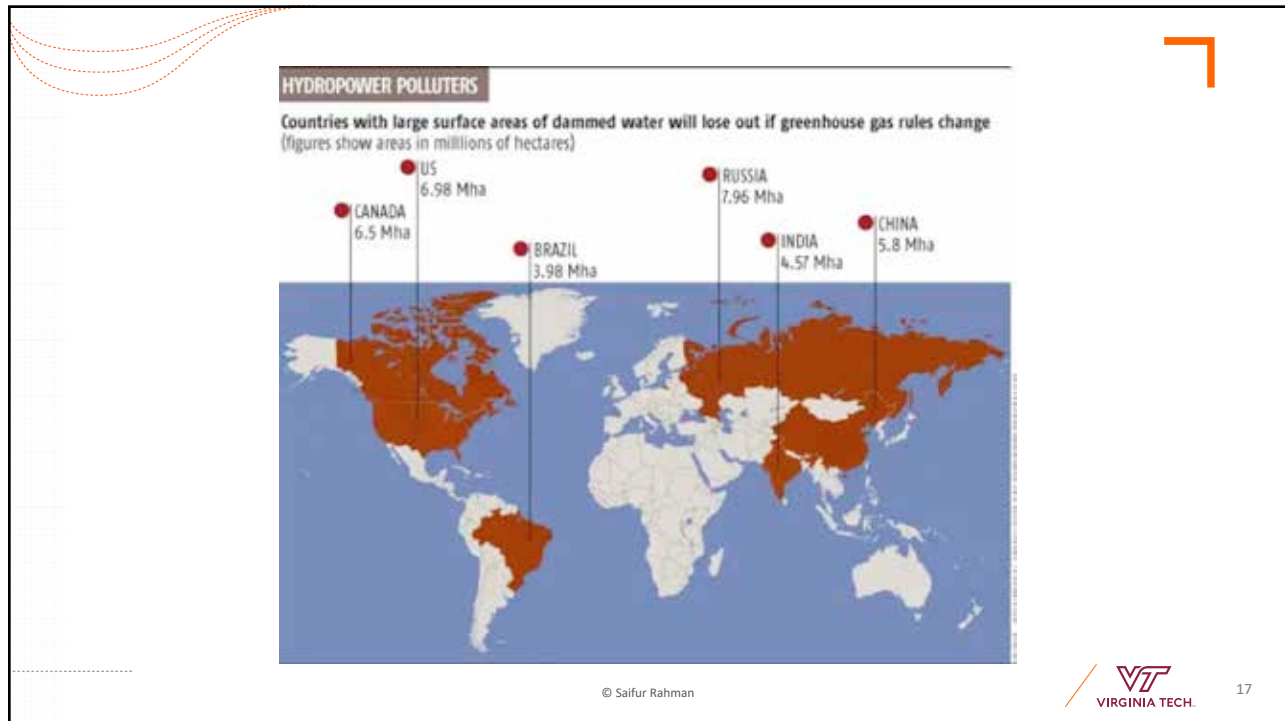 HYDROPOWER POLLUTERS
Countries with large surface areas of dammed water will lose out if greenhouse gas rules change
(figures show areas in milllions of hectares)
US
6.98 Mha
RUSSIA
7.96 Mha
CANADA
6.5 Mha
CHINA
5.8 Mha
INDIA
4.57 Mha
BRAZIL
3.98 Mha
© Saifur Rahman
VT
VIRGINIA TECH.
17